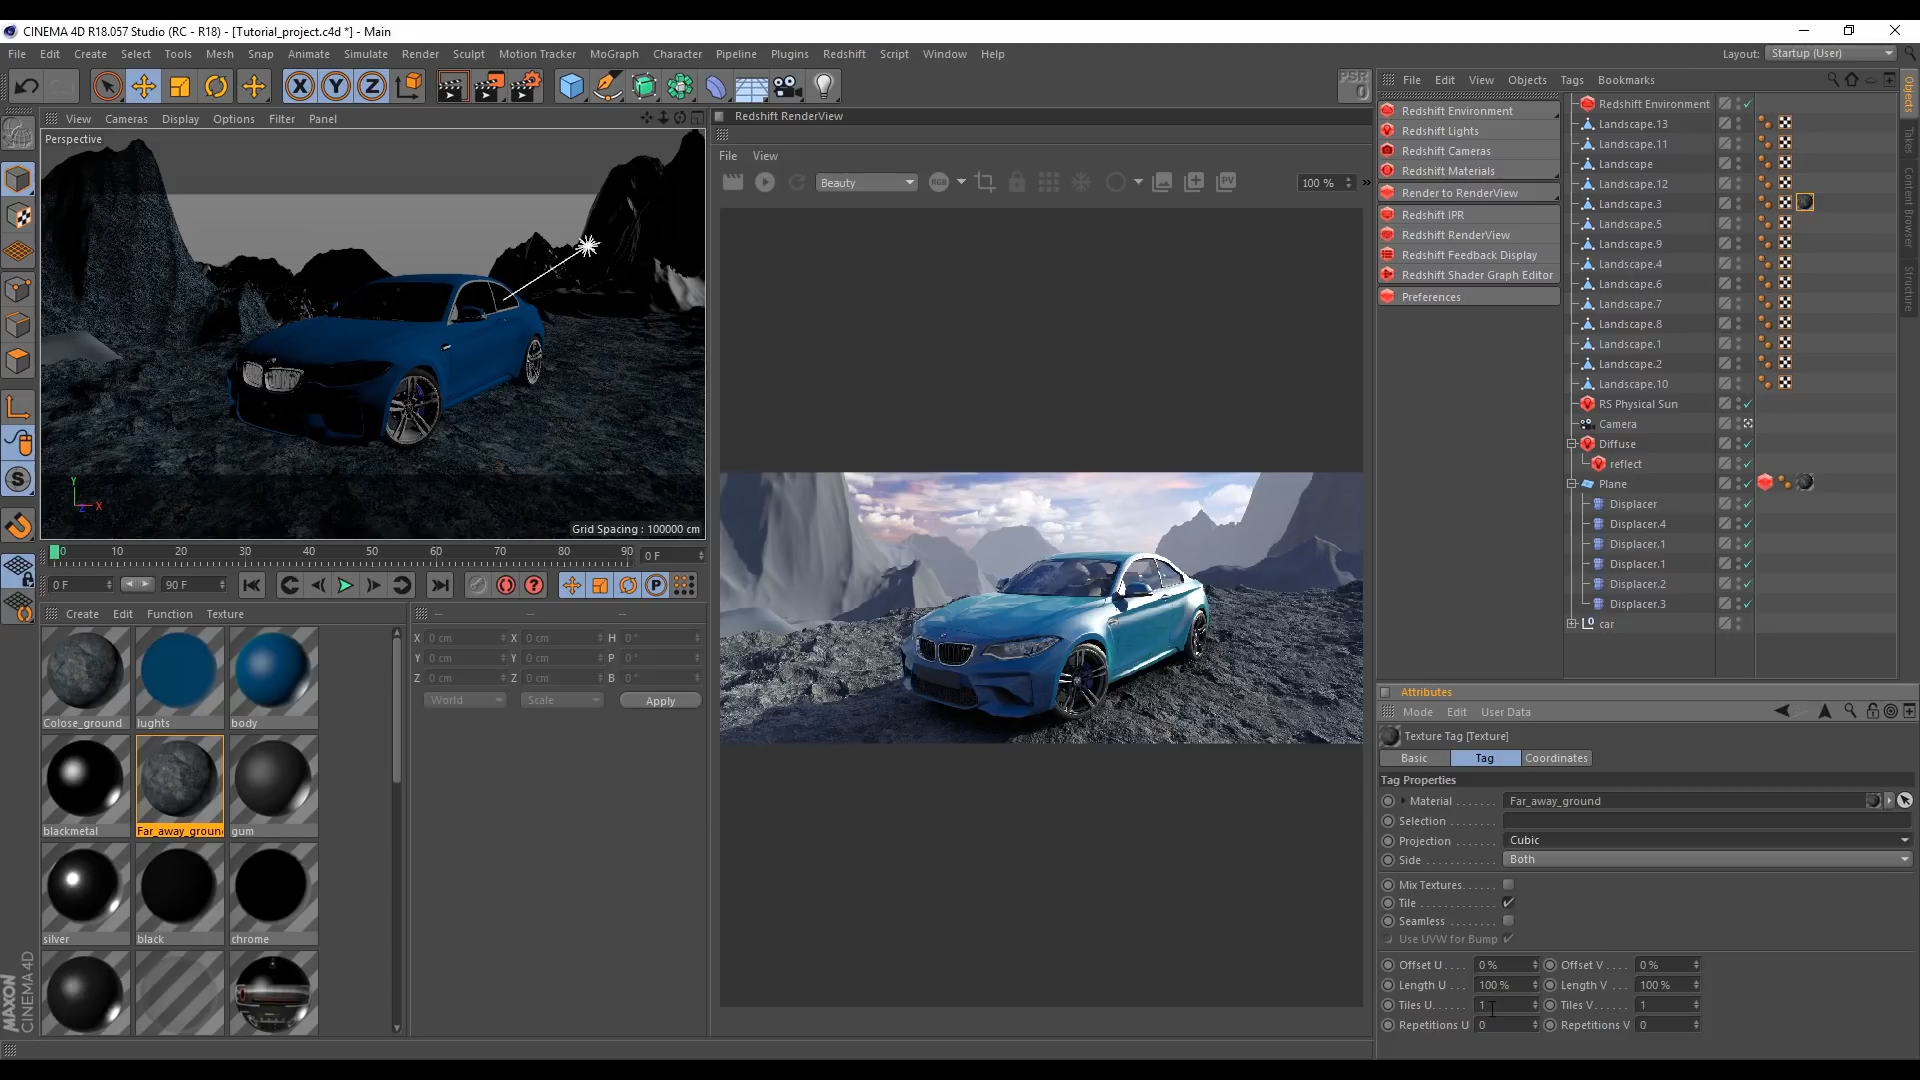 CINEMA 4D R18.057 Studio (RC - R18) - [Tutorial_project.c4d *] - Main
File Edit Create Select Tools Mesh Snap Animate Simulate Render Sculpt Motion Tracker MoGraph Character Pipeline Plugins Redshift Script Window Help
Layout: Startup (User)
X Y Z
PSR
0
File Edit View Objects Tags Bookmarks
View Cameras Display Options Filter Panel
Perspective
Grid Spacing : 100000 cm
Y
X
Z
0 10 20 30 40 50 60 70 80 90 0 F
0 F 90 F
Redshift RenderView
File View
Beauty
RGB
PV
100 %
Redshift Environment
Redshift Lights
Redshift Cameras
Redshift Materials
Render to RenderView
Redshift IPR
Redshift RenderView
Redshift Feedback Display
Redshift Shader Graph Editor
Preferences
Redshift Environment
Landscape.13
Landscape.11
Landscape
Landscape.12
Landscape.3
Landscape.5
Landscape.9
Landscape.4
Landscape.6
Landscape.7
Landscape.8
Landscape.1
Landscape.2
Landscape.10
RS Physical Sun
Camera
Diffuse
reflect
Plane
Displacer
Displacer.4
Displacer.1
Displacer.1
Displacer.2
Displacer.3
car
Objects
Takes
Content Browser
Structure
Create Edit Function Texture
Colose_ground lughts body
blackmetal Far_away_groun gum
silver black chrome
MAXON
CINEMA 4D
-- -- --
X 0 cm X 0 cm H 0 °
Y 0 cm Y 0 cm P 0 °
Z 0 cm Z 0 cm B 0 °
World Scale Apply
Attributes
Mode Edit User Data
Texture Tag [Texture]
Basic Tag Coordinates
Tag Properties
Material Far_away_ground
Selection
Projection Cubic
Side Both
Mix Textures
Tile
Seamless
Use UVW for Bump
Offset U 0 % Offset V 0 %
Length U 100 % Length V 100 %
Tiles U 1 Tiles V 1
Repetitions U 0 Repetitions V 0